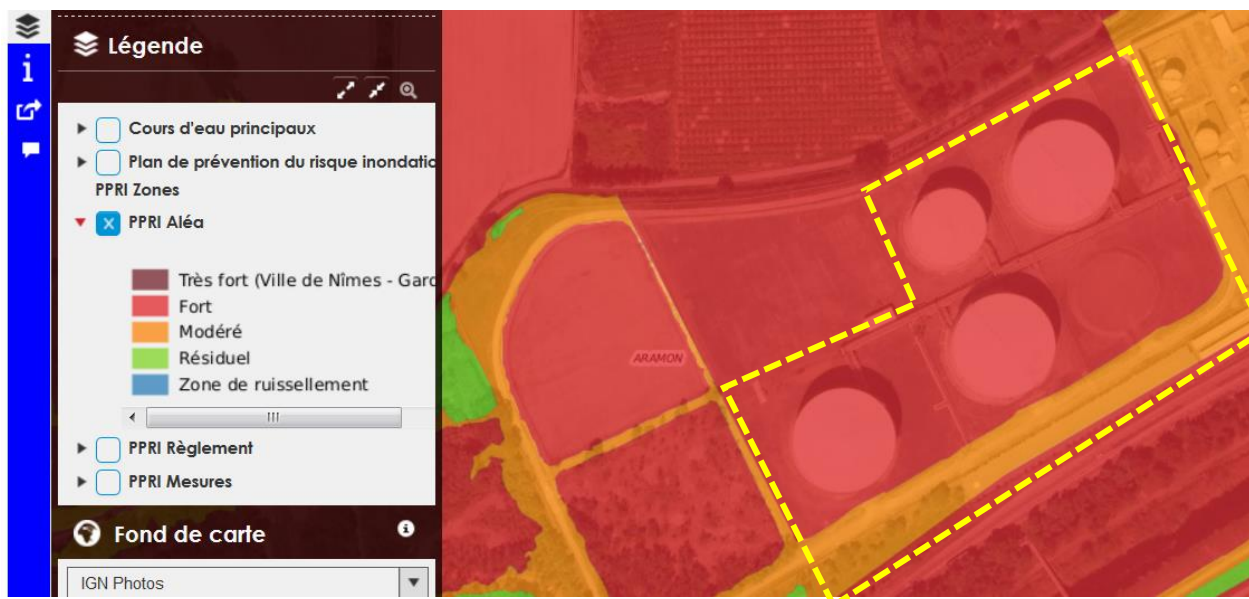 Légende
Cours d'eau principaux
Plan de prévention du risque inondatio
PPRI Zones
PPRI Aléa
Très fort (Ville de Nîmes - Gard
Fort
Modéré
Résiduel
Zone de ruissellement
PPRI Règlement
PPRI Mesures
Fond de carte
IGN Photos
ARAMON